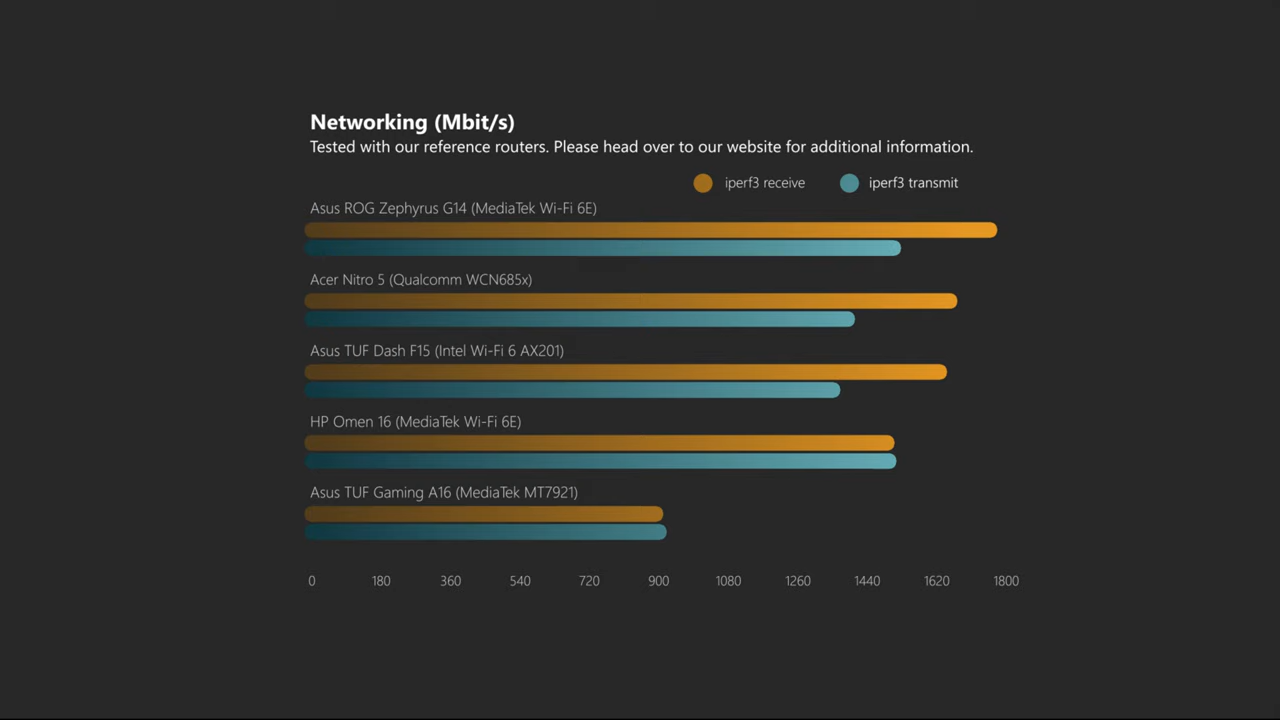 Networking (Mbit/s)
Tested with our reference routers. Please head over to our website for additional information.
iperf3 receive iperf3 transmit
Asus ROG Zephyrus G14 (MediaTek Wi-Fi 6E)
Acer Nitro 5 (Qualcomm WCN685x)
Asus TUF Dash F15 (Intel Wi-Fi 6 AX201)
HP Omen 16 (MediaTek Wi-Fi 6E)
Asus TUF Gaming A16 (MediaTek MT7921)
0 180 360 540 720 900 1080 1260 1440 1620 1800